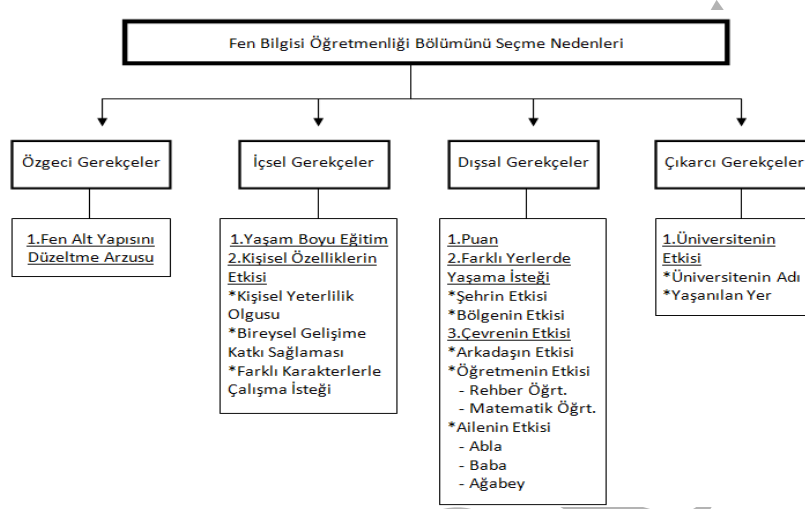 Fen Bilgisi Öğretmenliği Bölümünü Seçme Nedenleri
Özgeci Gerekçeler
İçsel Gerekçeler
Dışsal Gerekçeler
Çıkarcı Gerekçeler
1.Fen Alt Yapısını
Düzeltme Arzusu
1.Yaşam Boyu Eğitim
2.Kişisel Özelliklerin
Etkisi
*Kişisel Yeterlilik
Olgusu
*Bireysel Gelişime
Katkı Sağlaması
*Farklı Karakterlerle
Çalışma İsteği
1.Puan
2.Farklı Yerlerde
Yaşama İsteği
*Şehrin Etkisi
*Bölgenin Etkisi
3.Çevrenin Etkisi
*Arkadaşın Etkisi
*Öğretmenin Etkisi
- Rehber Öğrt.
- Matematik Öğrt.
*Ailenin Etkisi
- Abla
- Baba
- Ağabey
1.Üniversitenin
Etkisi
*Üniversitenin Adı
*Yaşanılan Yer